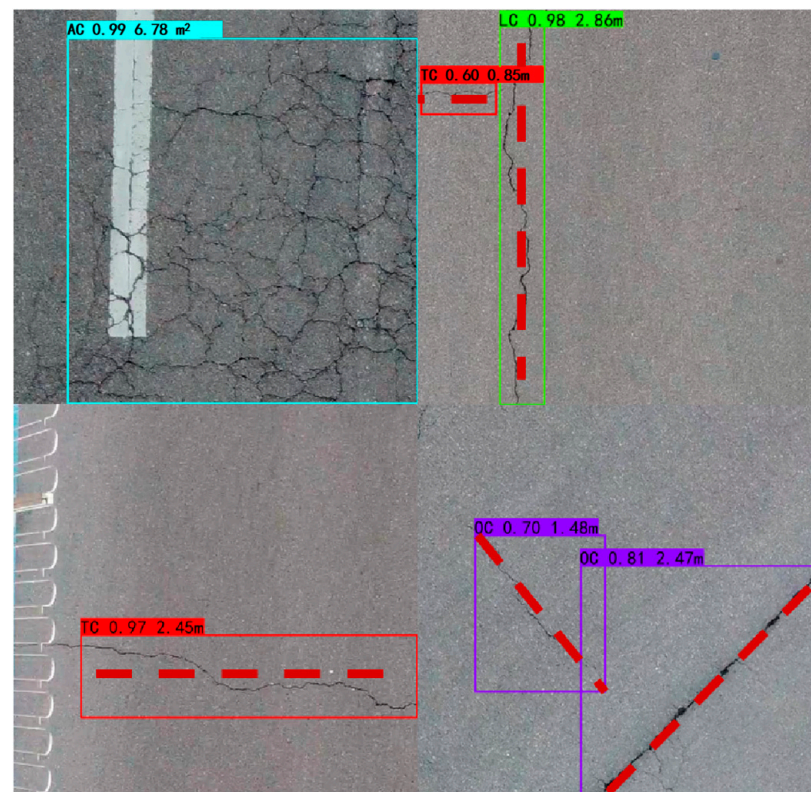 AC 0.99 6.78 m²
LC 0.98 2.86m
TC 0.60 0.85m
TC 0.97 2.45m
OC 0.70 1.48m
OC 0.81 2.47m